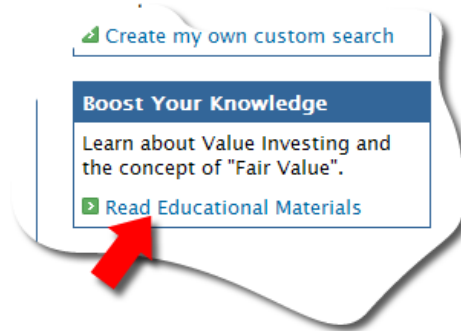 Create my own custom search
Boost Your Knowledge
Learn about Value Investing and
the concept of "Fair Value".
Read Educational Materials